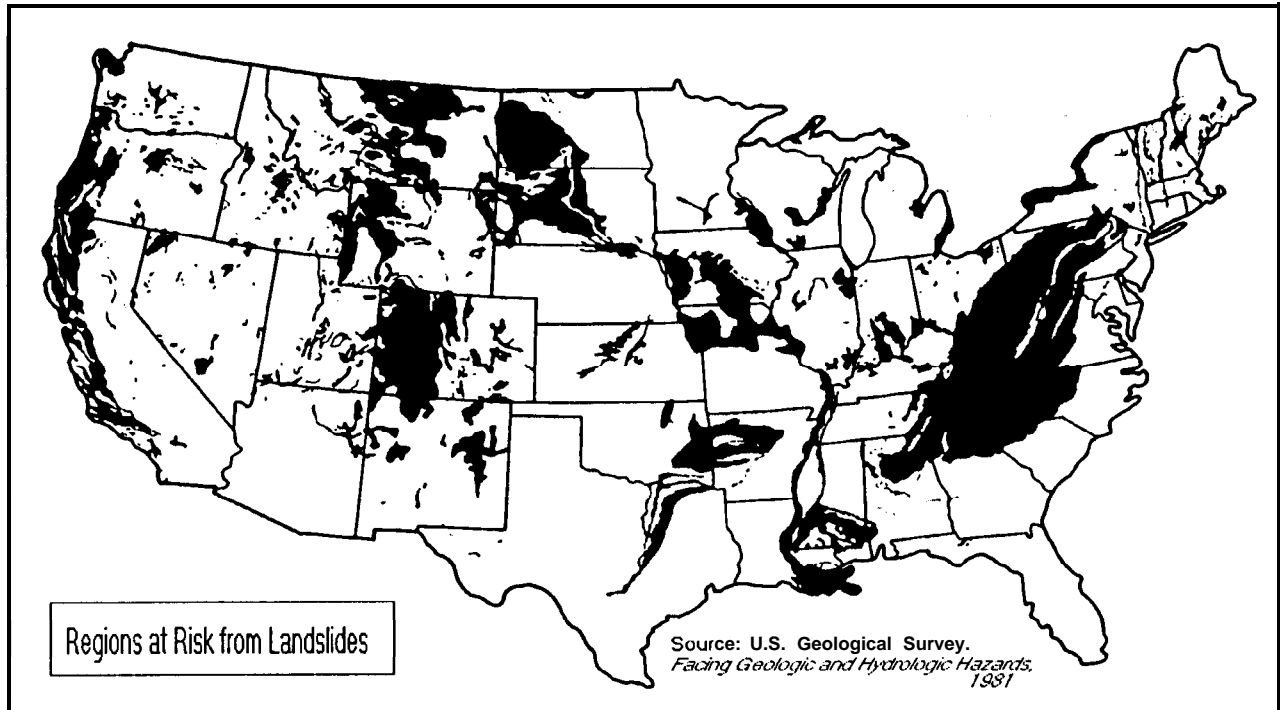 Regions at Risk from Landslides
Source: U.S. Geological Survey.
Facing Geologic and Hydrologic Hazards,
1981